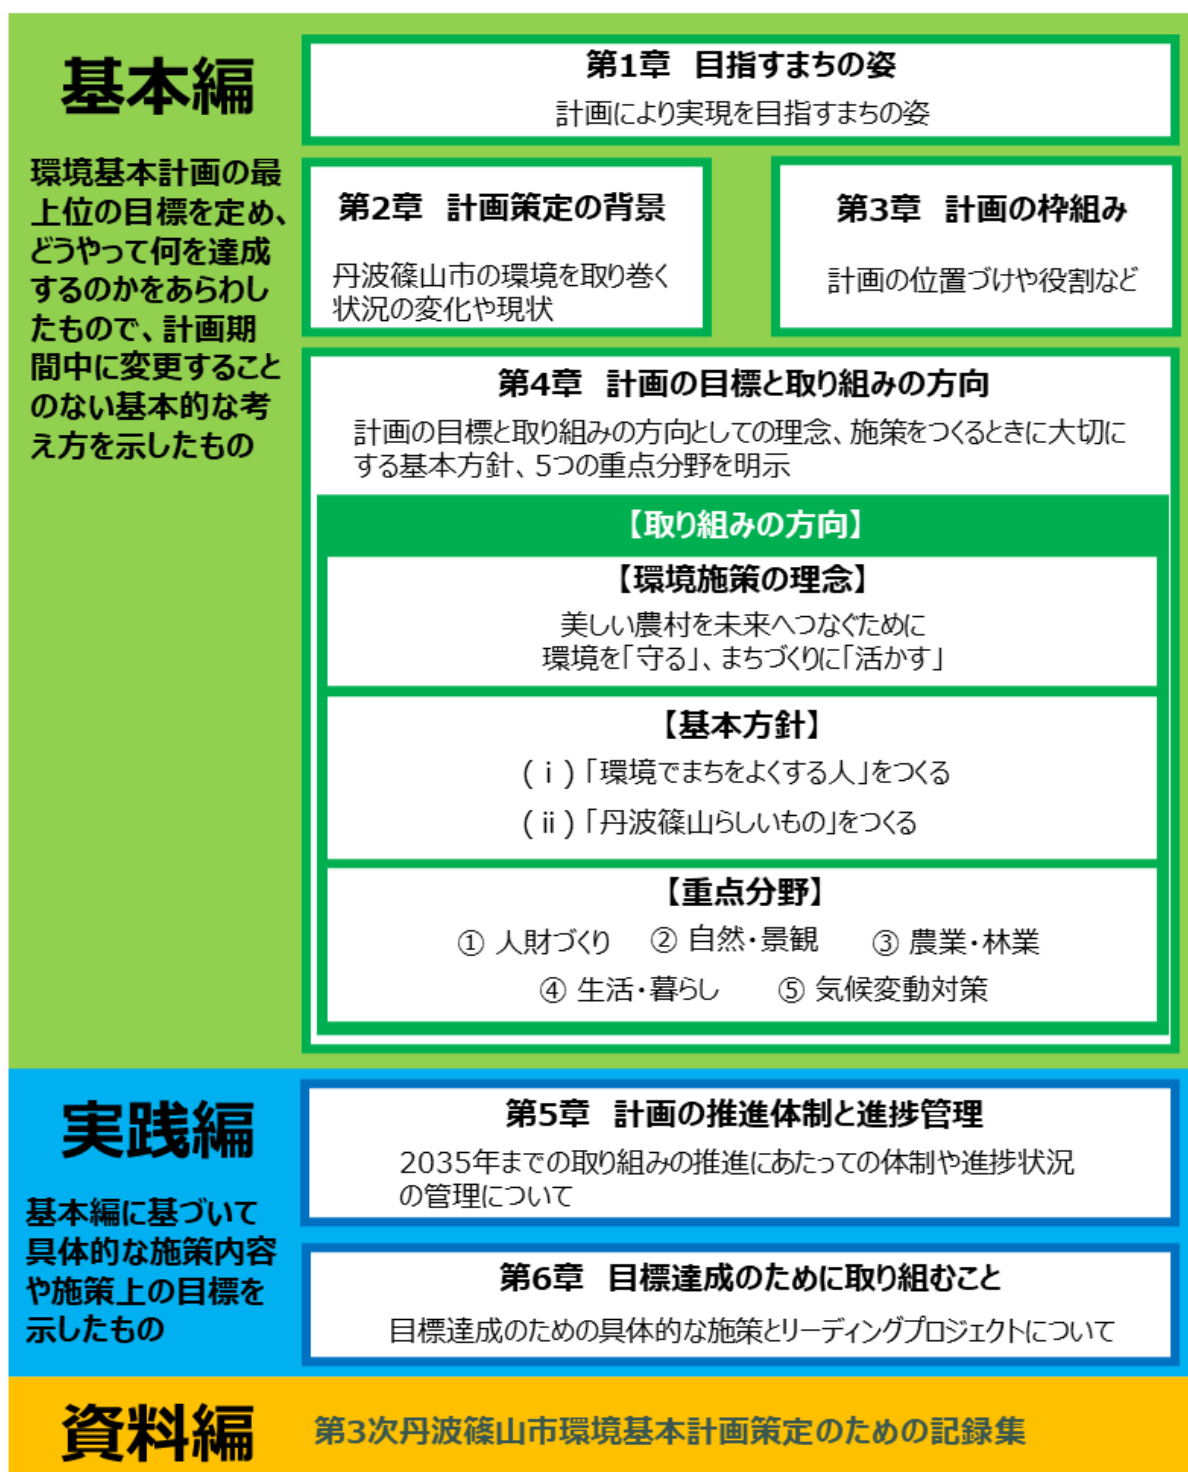 基本編
環境基本計画の最
上位の目標を定め、
どうやって何を達成
するのかをあらわし
たもので、計画期
間中に変更すること
のない基本的な考
え方を示したもの
第1章 目指すまちの姿
計画により実現を目指すまちの姿
第2章 計画策定の背景
丹波篠山市の環境を取り巻く
状況の変化や現状
第3章 計画の枠組み
計画の位置づけや役割など
第4章 計画の目標と取り組みの方向
計画の目標と取り組みの方向としての理念、施策をつくるときに大切に
する基本方針、5つの重点分野を明示
【取り組みの方向】
【環境施策の理念】
美しい農村を未来へつなぐために
環境を「守る」、まちづくりに「活かす」
【基本方針】
(ⅰ)「環境でまちをよくする人」をつくる
(ⅱ)「丹波篠山らしいもの」をつくる
【重点分野】
① 人財づくり ② 自然・景観 ③ 農業・林業
④ 生活・暮らし ⑤ 気候変動対策
実践編
基本編に基づいて
具体的な施策内容
や施策上の目標を
示したもの
第5章 計画の推進体制と進捗管理
2035年までの取り組みの推進にあたっての体制や進捗状況
の管理について
第6章 目標達成のために取り組むこと
目標達成のための具体的な施策とリーディングプロジェクトについて
資料編
第3次丹波篠山市環境基本計画策定のための記録集